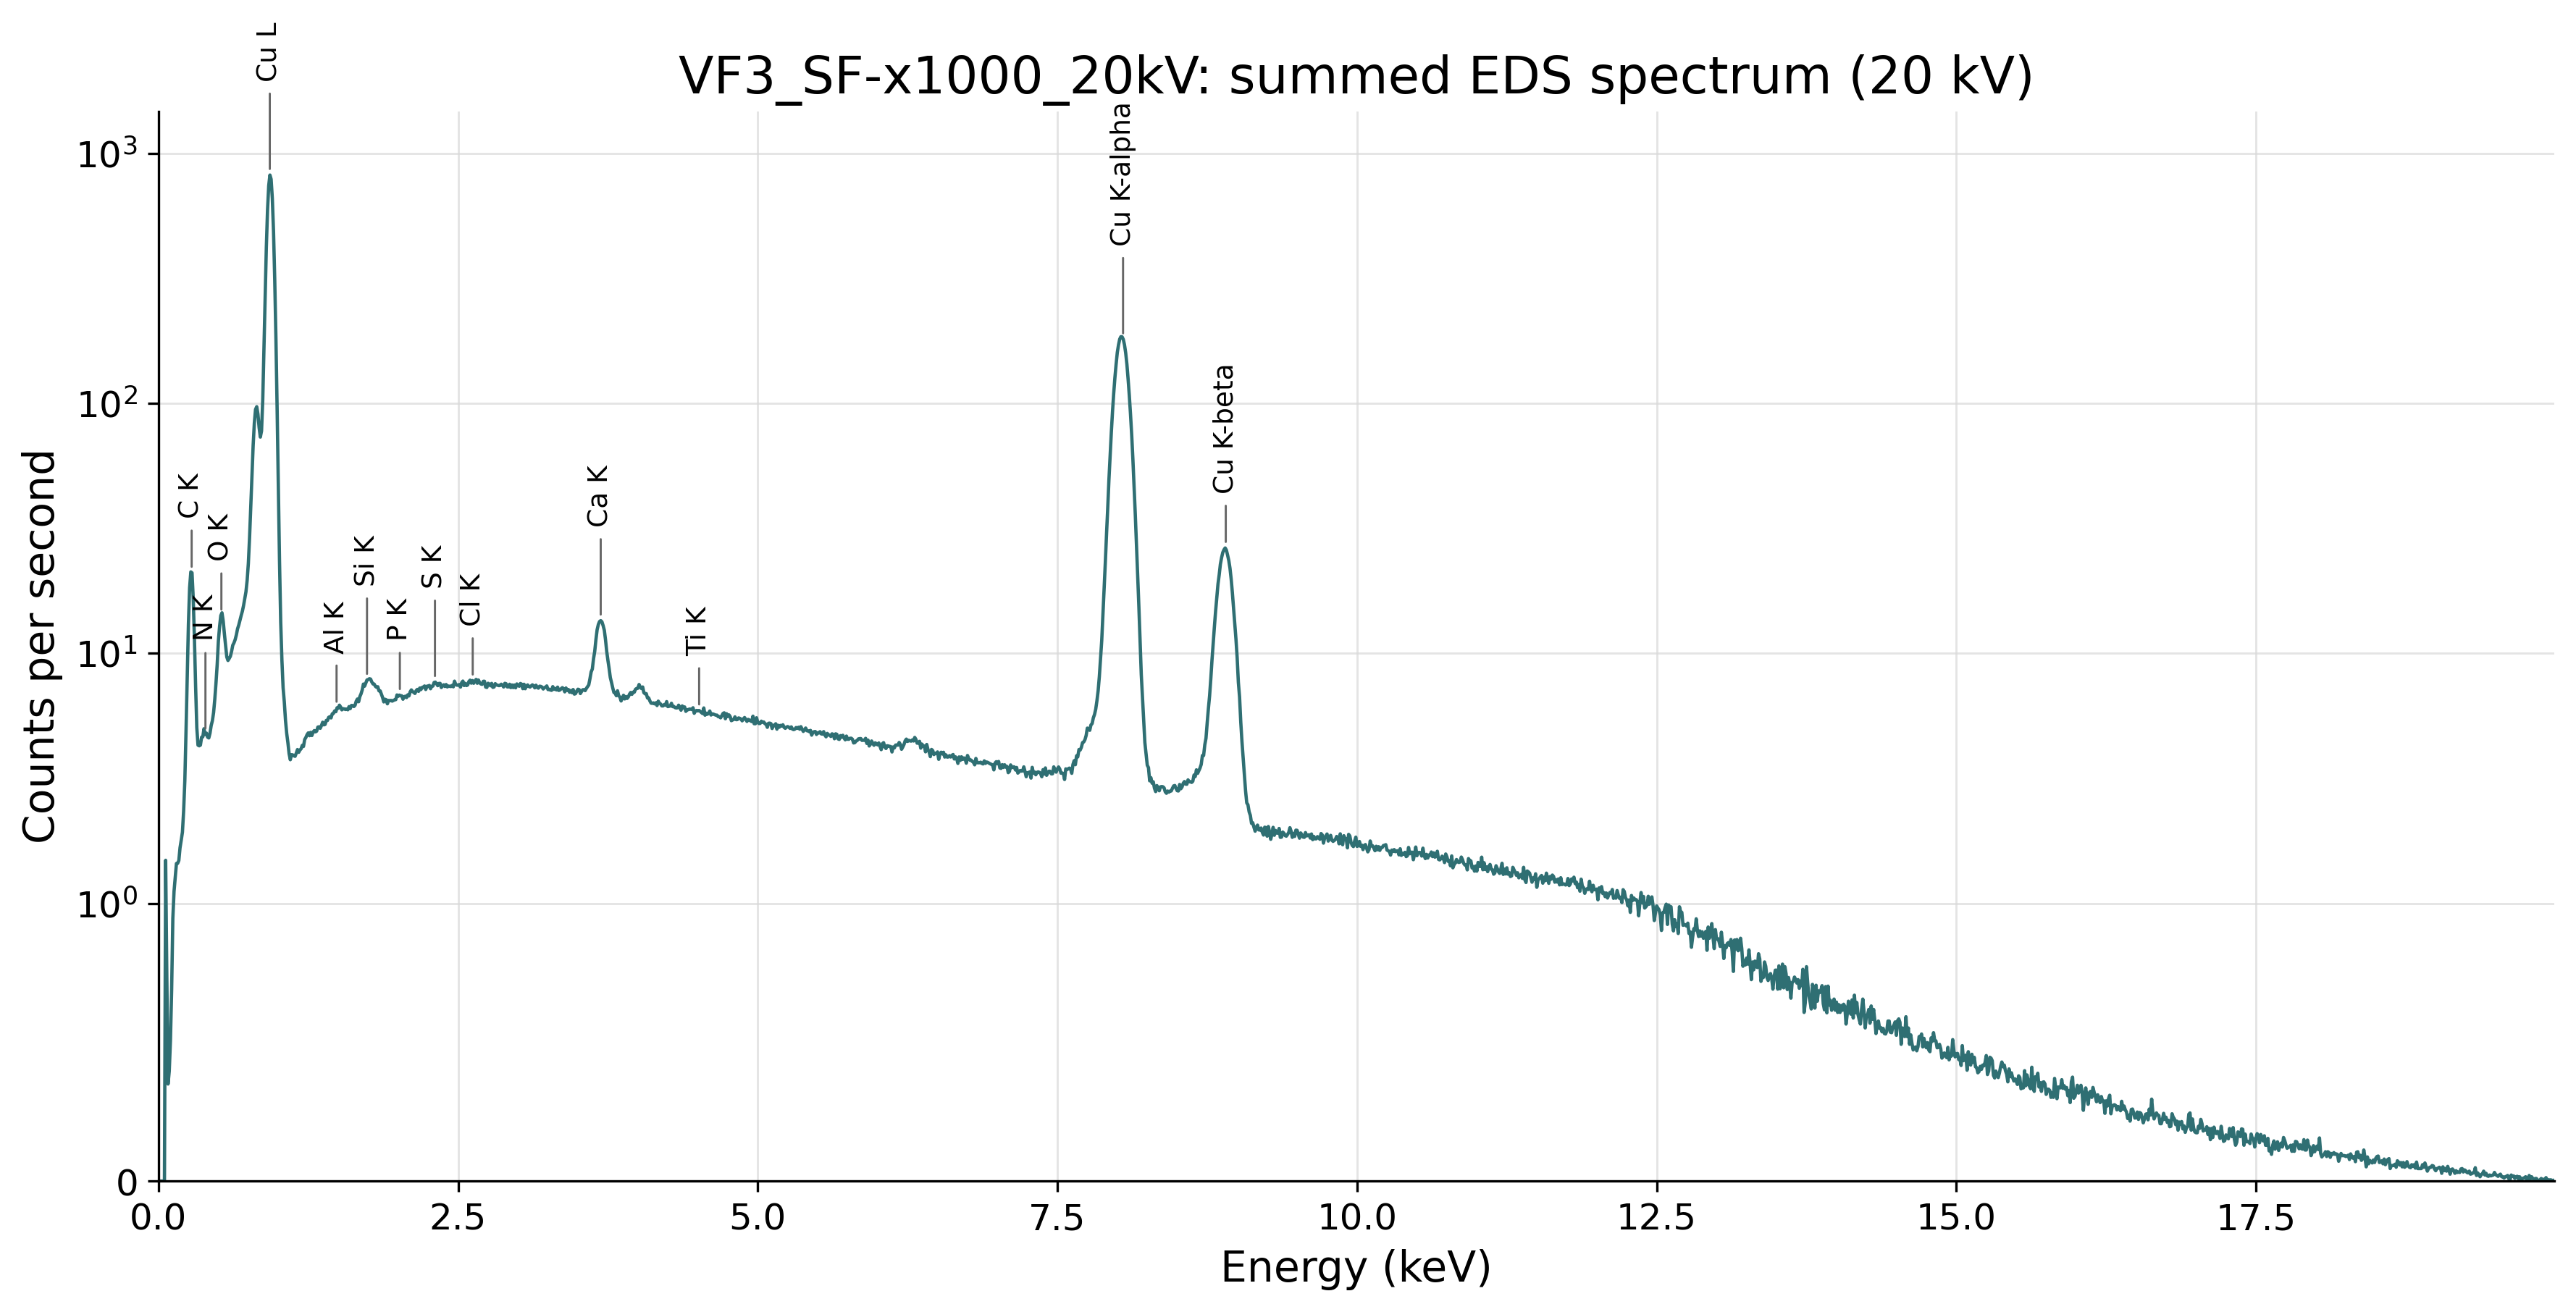 VF3_SF-x1000_20kV: summed EDS spectrum (20 kV)
Cu L
Cu K-alpha
Cu K-beta
C K
N K
O K
Al K
Si K
P K
S K
Cl K
Ca K
Ti K
Counts per second
10³
10²
10¹
10⁰
0
0.0 2.5 5.0 7.5 10.0 12.5 15.0 17.5
Energy (keV)